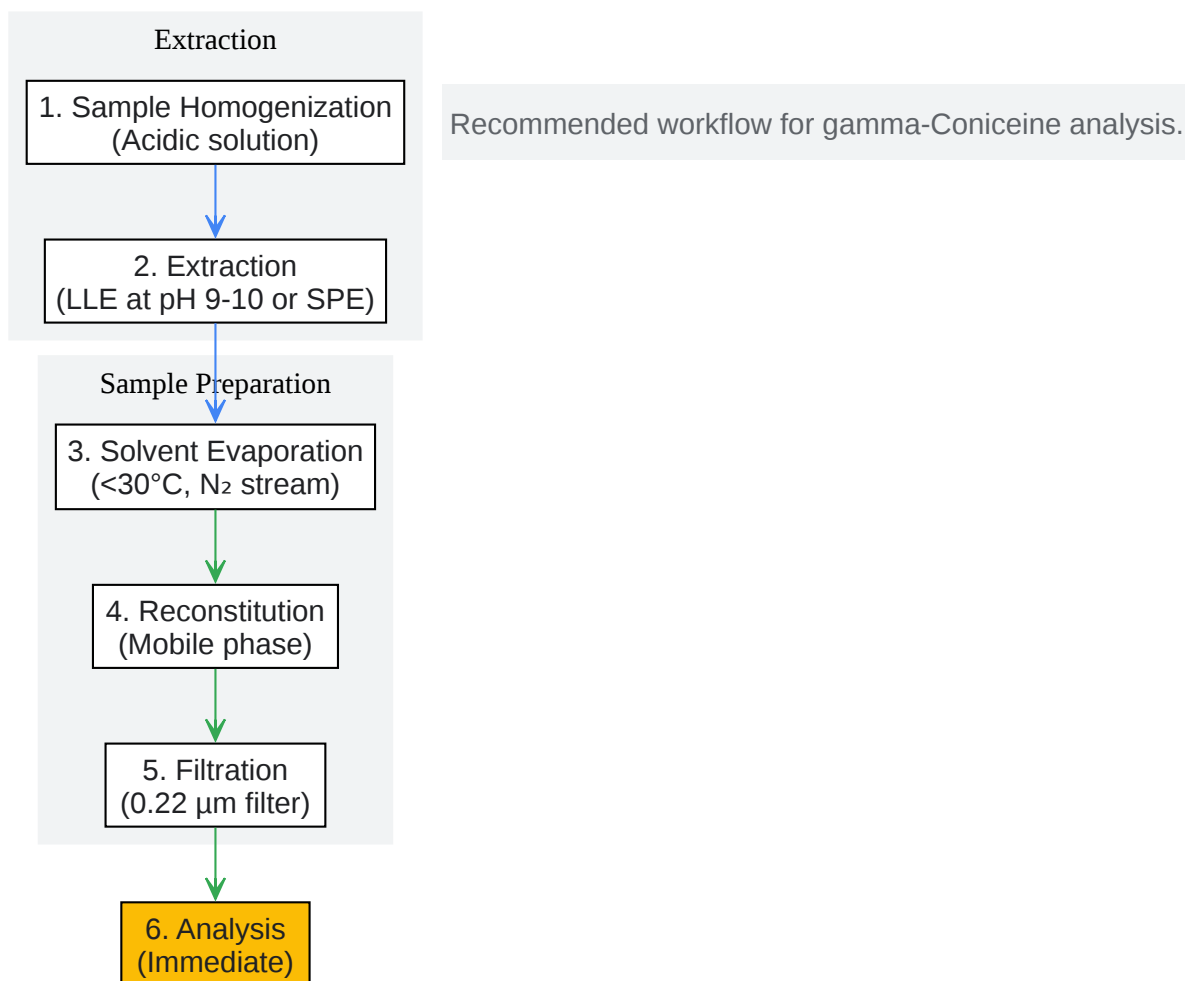 Extraction
1. Sample Homogenization
(Acidic solution)
Recommended workflow for gamma-Coniceine analysis.
2. Extraction
(LLE at pH 9-10 or SPE)
Sample Preparation
3. Solvent Evaporation
(<30°C, N₂ stream)
4. Reconstitution
(Mobile phase)
5. Filtration
(0.22 µm filter)
6. Analysis
(Immediate)